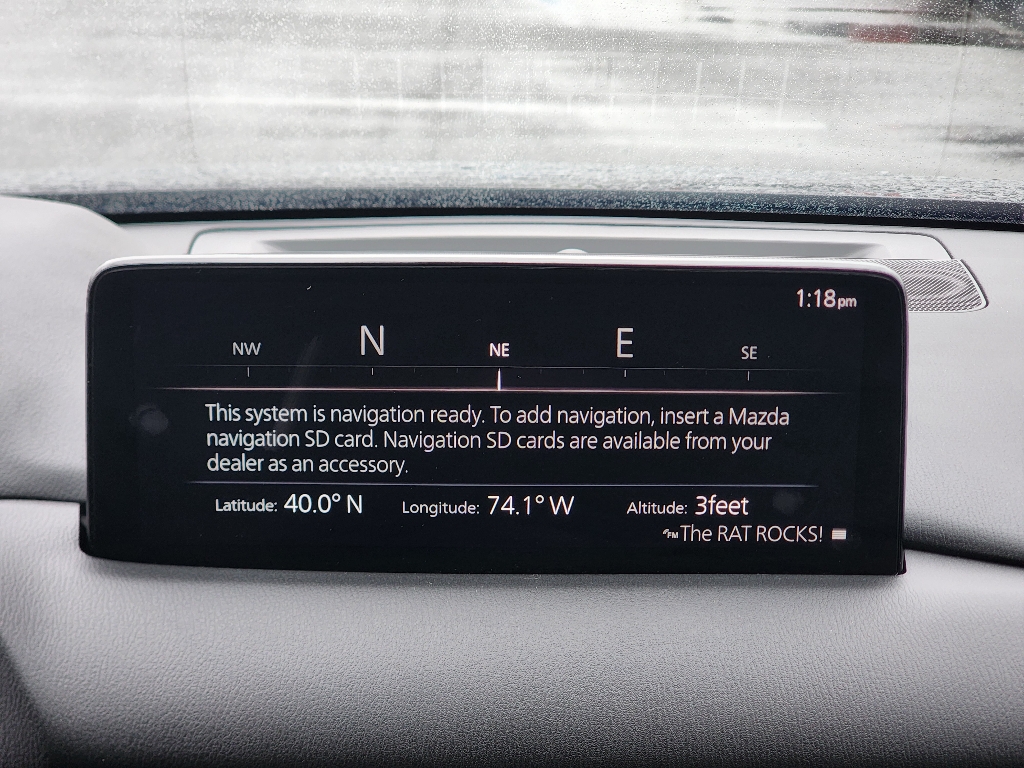 1:18pm
NW N NE E SE
This system is navigation ready. To add navigation, insert a Mazda
navigation SD card. Navigation SD cards are available from your
dealer as an accessory.
Latitude: 40.0° N Longitude: 74.1° W Altitude: 3feet
FM The RAT ROCKS!